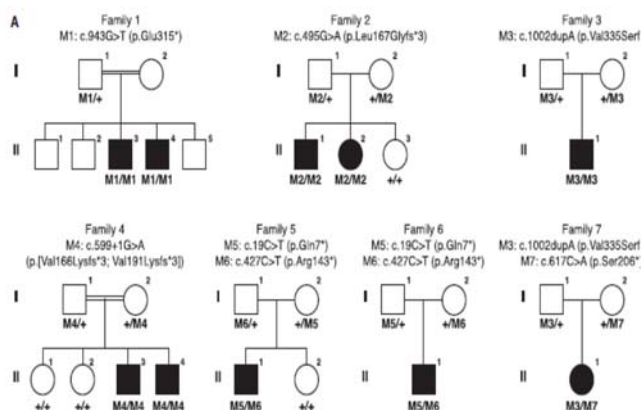 A
Family 1
M1: c.943G>T (p.Glu315*)
Family 2
M2: c.495G>A (p.Leu167Glyfs*3)
Family 3
M3: c.1002dupA (p.Val335Serf
I
1
2
M1/+
I
1
2
M2/+
+/M2
I
1
2
M3/+
+/M3
II
1
2
3
4
5
M1/M1
M1/M1
II
1
2
3
M2/M2
M2/M2
+/+
II
1
M3/M3
Family 4
M4: c.599+1G>A
(p.[Val166Lysfs*3; Val191Lysfs*3])
Family 5
M5: c.19C>T (p.Gln7*)
M6: c.427C>T (p.Arg143*)
Family 6
M5: c.19C>T (p.Gln7*)
M6: c.427C>T (p.Arg143*)
Family 7
M3: c.1002dupA (p.Val335Serf
M7: c.617C>A (p.Ser206*
I
1
2
M4/+
+/M4
I
1
2
M6/+
+/M5
I
1
2
M5/+
+/M6
I
1
2
M3/+
+/M7
II
1
2
3
4
+/+
+/+
M4/M4
M4/M4
II
1
2
M5/M6
+/+
II
1
M5/M6
II
1
M3/M7